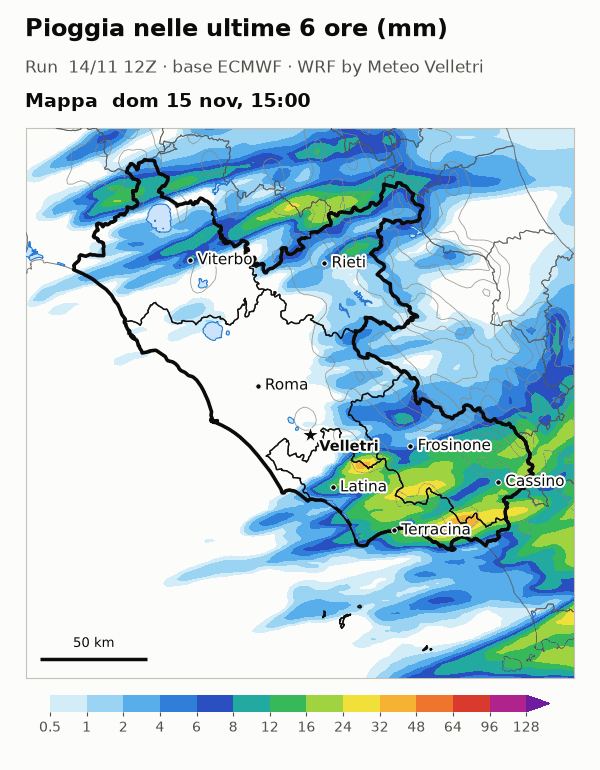 Pioggia nelle ultime 6 ore (mm)
Run  14/11 12Z · base ECMWF · WRF by Meteo Velletri
Mappa  dom 15 nov, 15:00
Viterbo
Rieti
Roma
Velletri
Frosinone
Latina
Cassino
Terracina
50 km
0.5 1 2 4 6 8 12 16 24 32 48 64 96 128